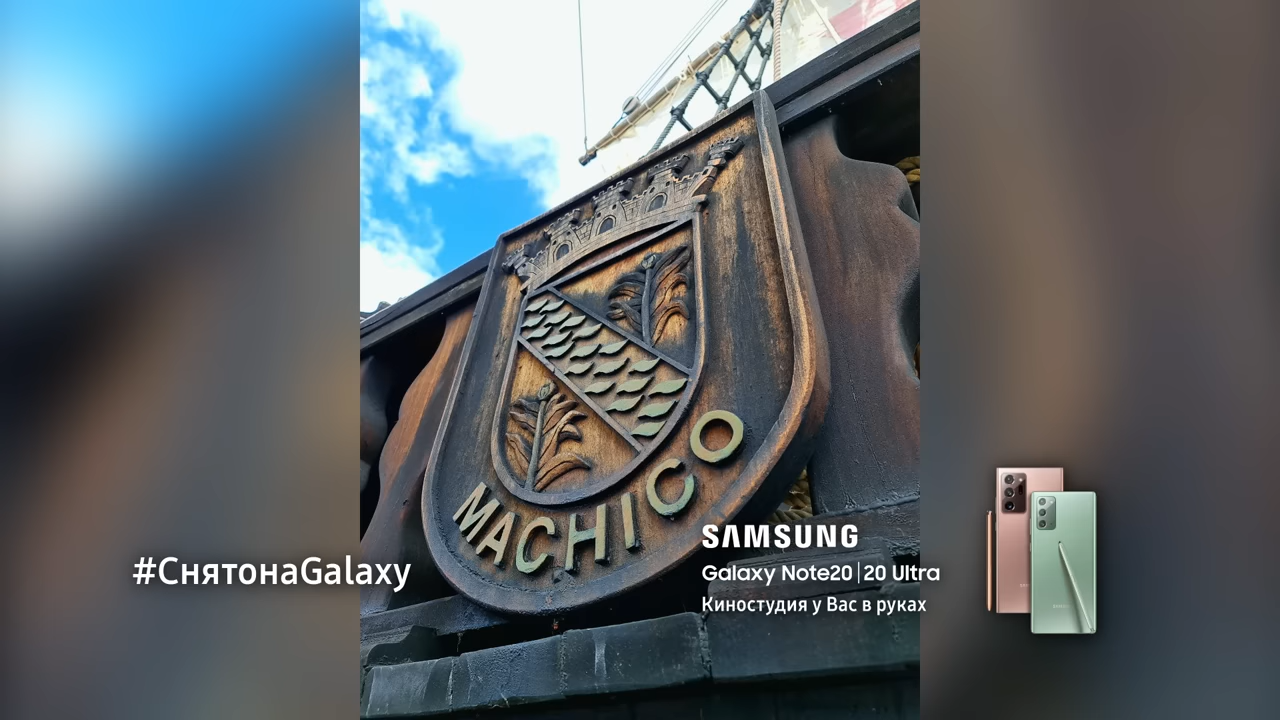 MACHICO
#СнятонаGalaxy
SAMSUNG
Galaxy Note20 | 20 Ultra
Киностудия у Вас в руках